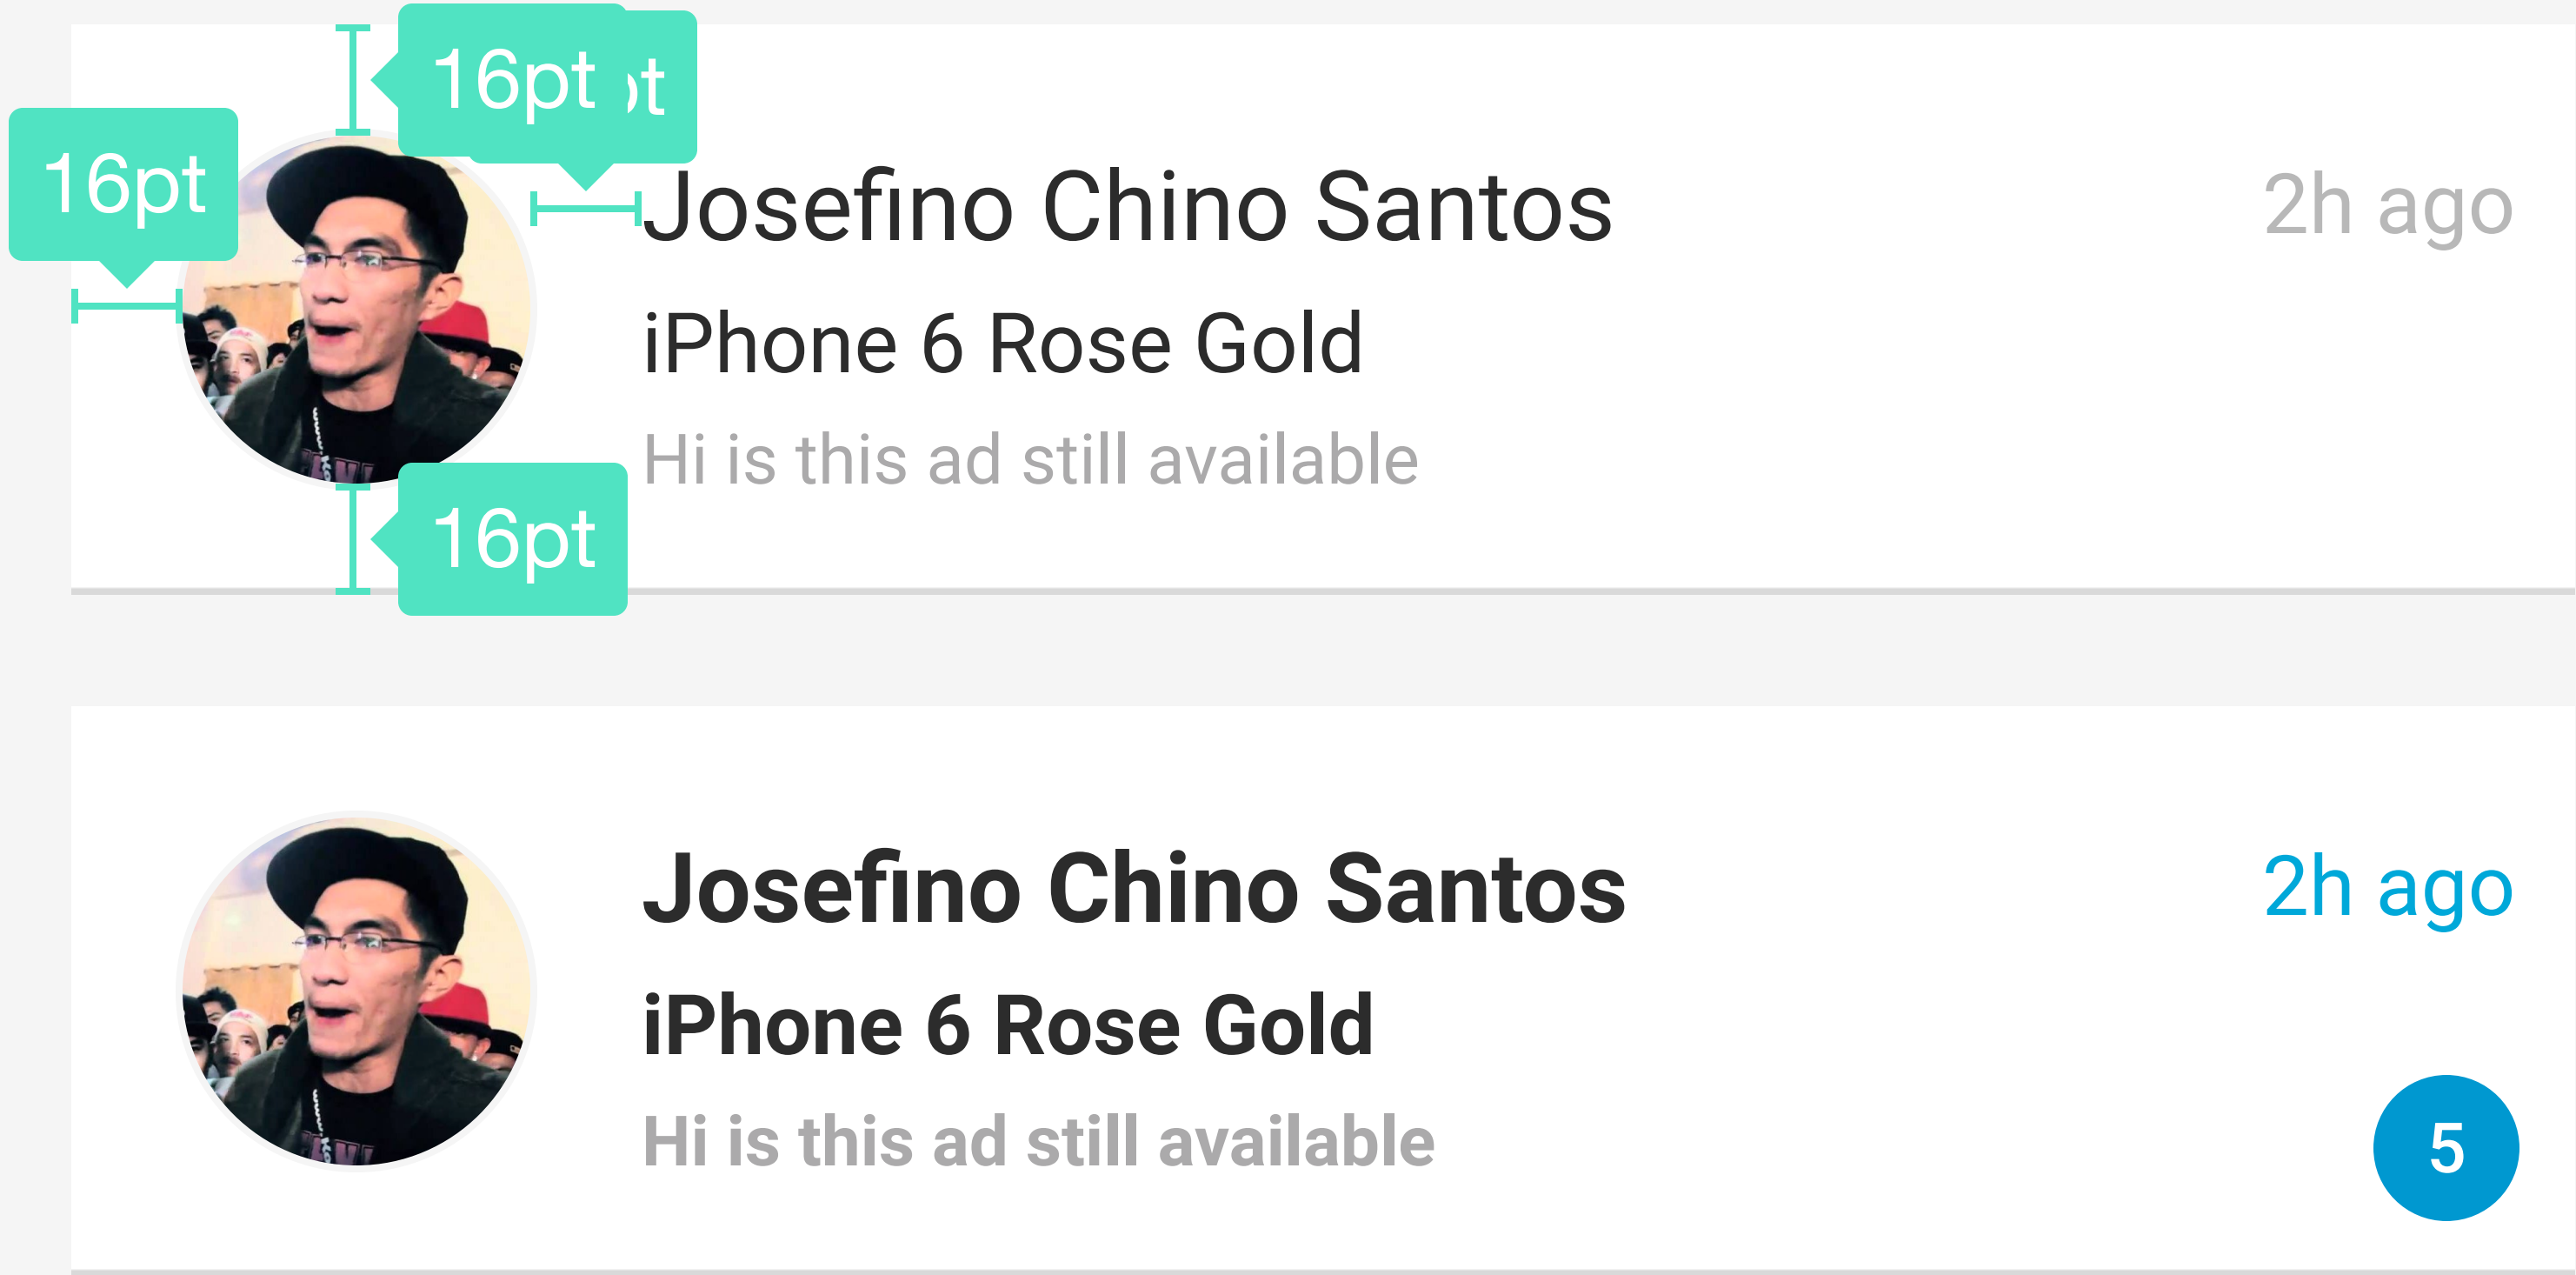 16pt
16pt
Josefino Chino Santos
2h ago
iPhone 6 Rose Gold
Hi is this ad still available
16pt
Josefino Chino Santos
2h ago
iPhone 6 Rose Gold
Hi is this ad still available
5